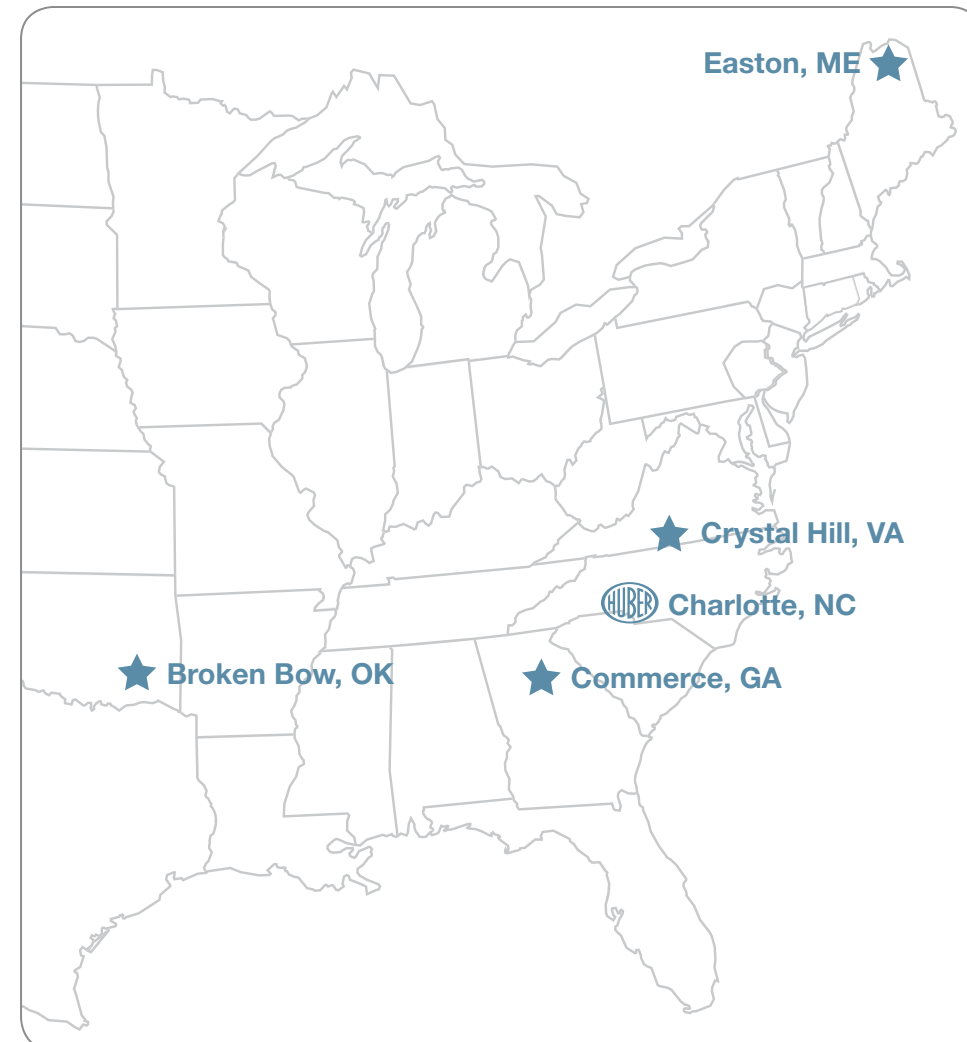 Easton, ME
Crystal Hill, VA
HUBER
Charlotte, NC
Broken Bow, OK
Commerce, GA